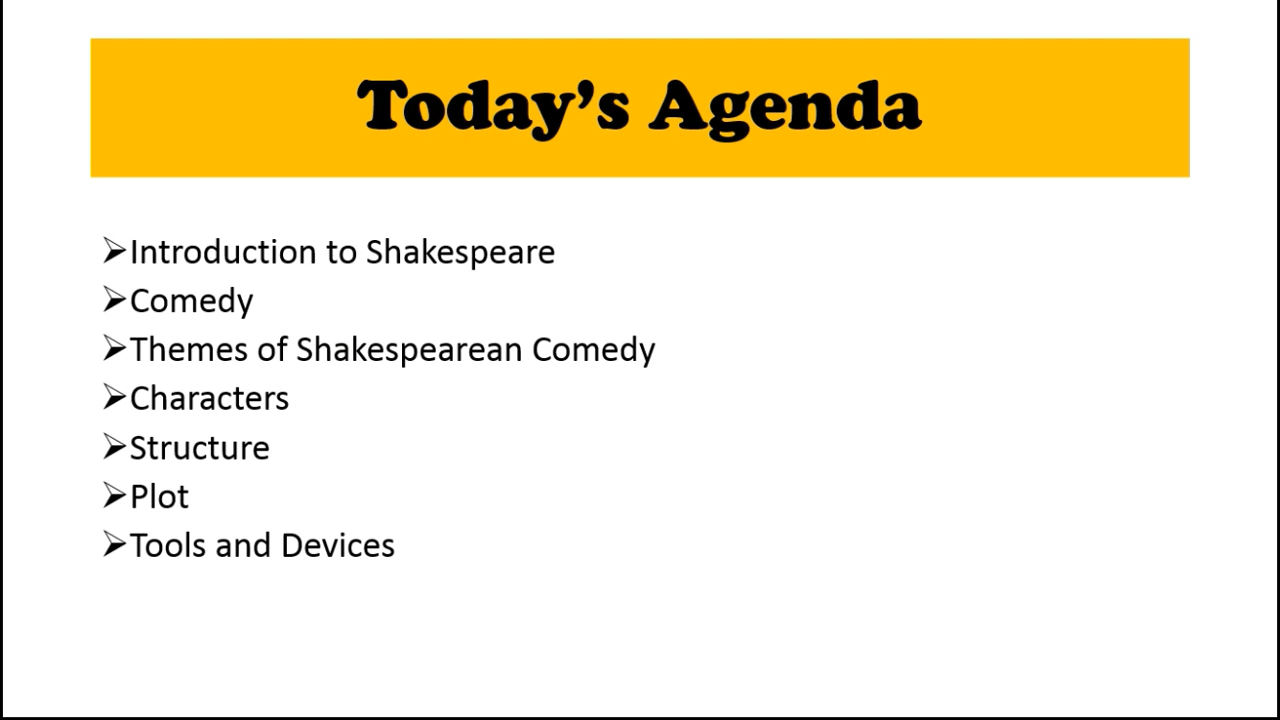 Today’s Agenda
➢Introduction to Shakespeare
➢Comedy
➢Themes of Shakespearean Comedy
➢Characters
➢Structure
➢Plot
➢Tools and Devices